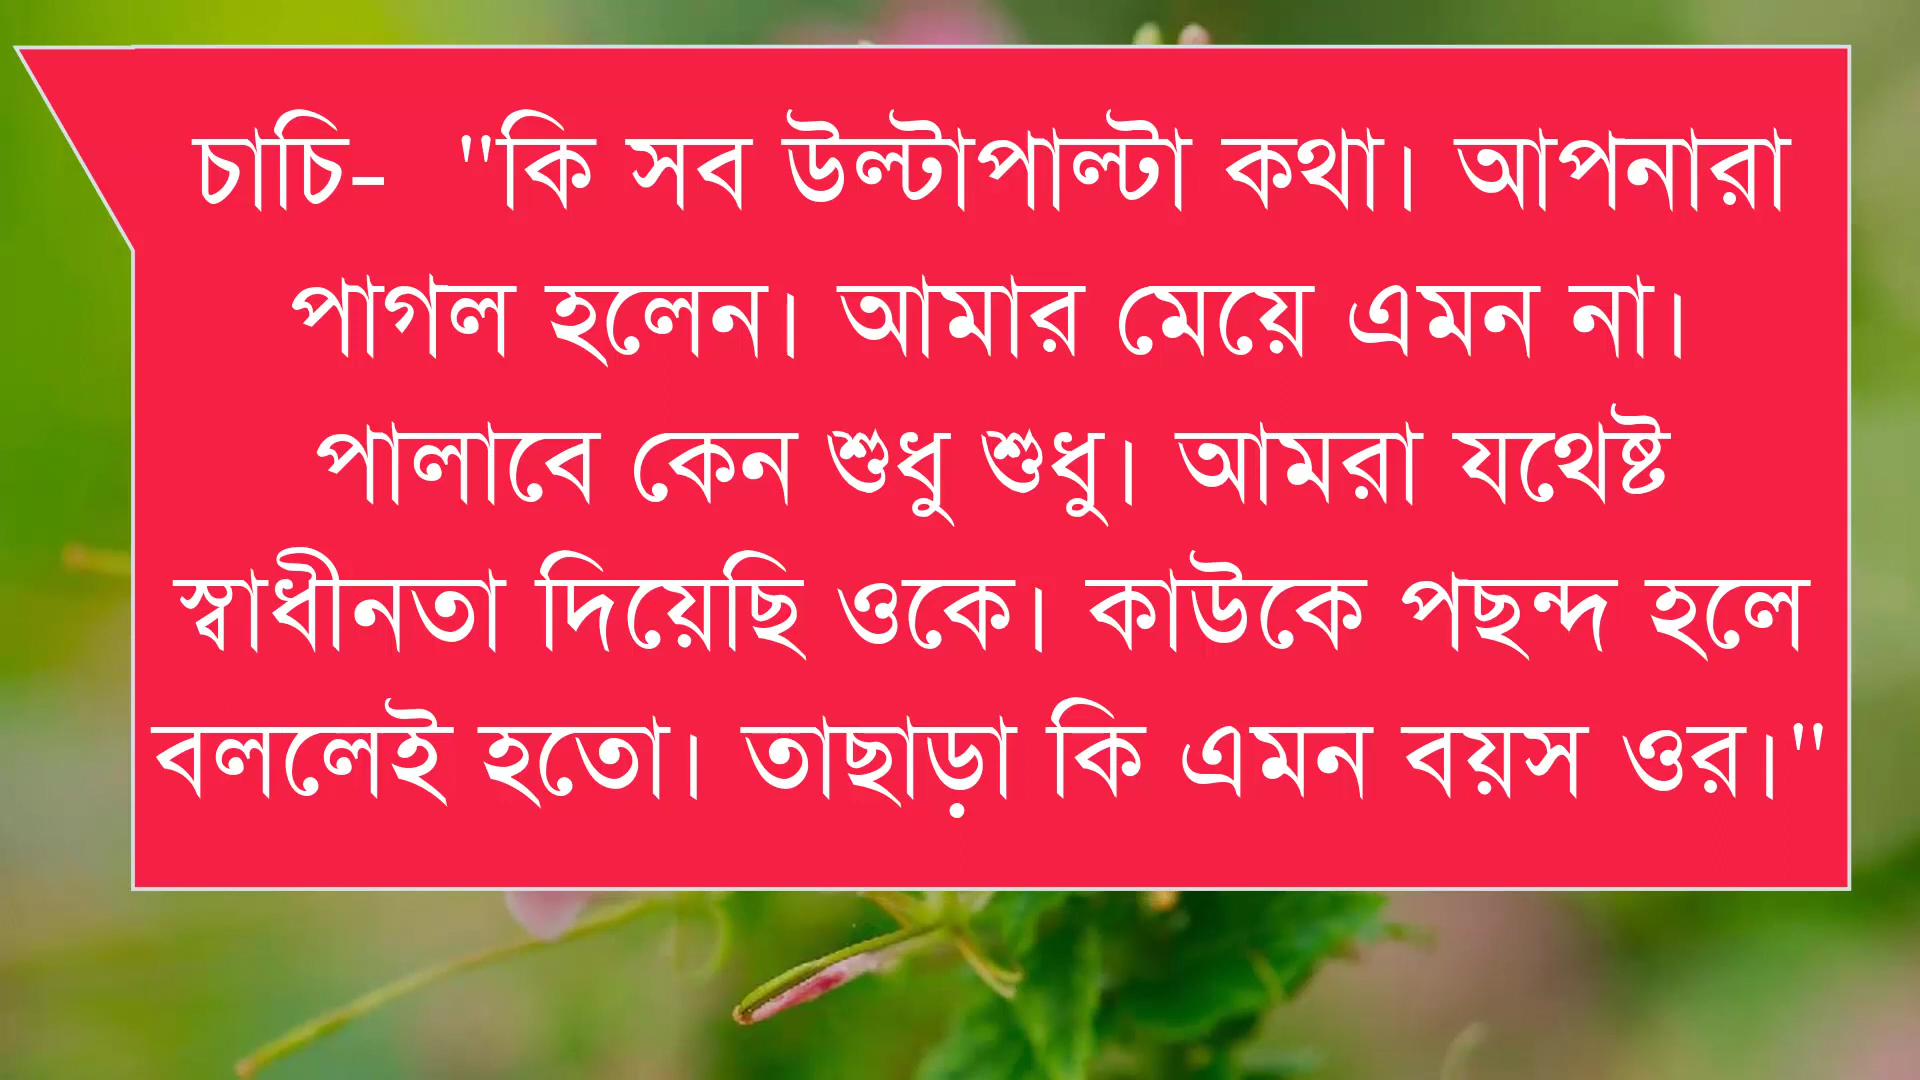 চাচি- "কি সব উল্টাপাল্টা কথা। আপনারা
পাগল হলেন। আমার মেয়ে এমন না।
পালাবে কেন শুধু শুধু। আমরা যথেষ্ট
স্বাধীনতা দিয়েছি ওকে। কাউকে পছন্দ হলে
বললেই হতো। তাছাড়া কি এমন বয়স ওর।"